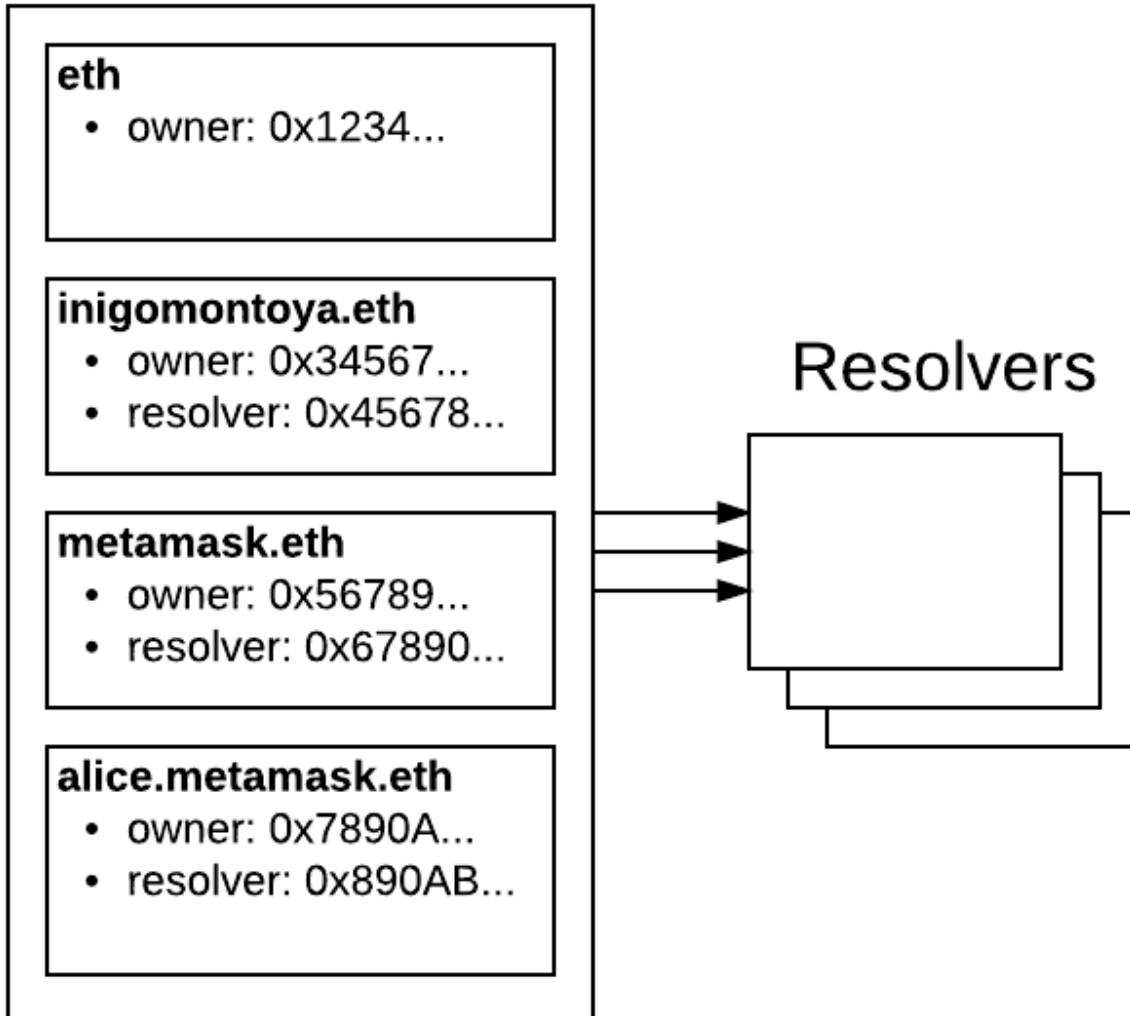 eth
• owner: 0x1234...
inigomontoya.eth
• owner: 0x34567...
• resolver: 0x45678...
metamask.eth
• owner: 0x56789...
• resolver: 0x67890...
alice.metamask.eth
• owner: 0x7890A...
• resolver: 0x890AB...
Resolvers